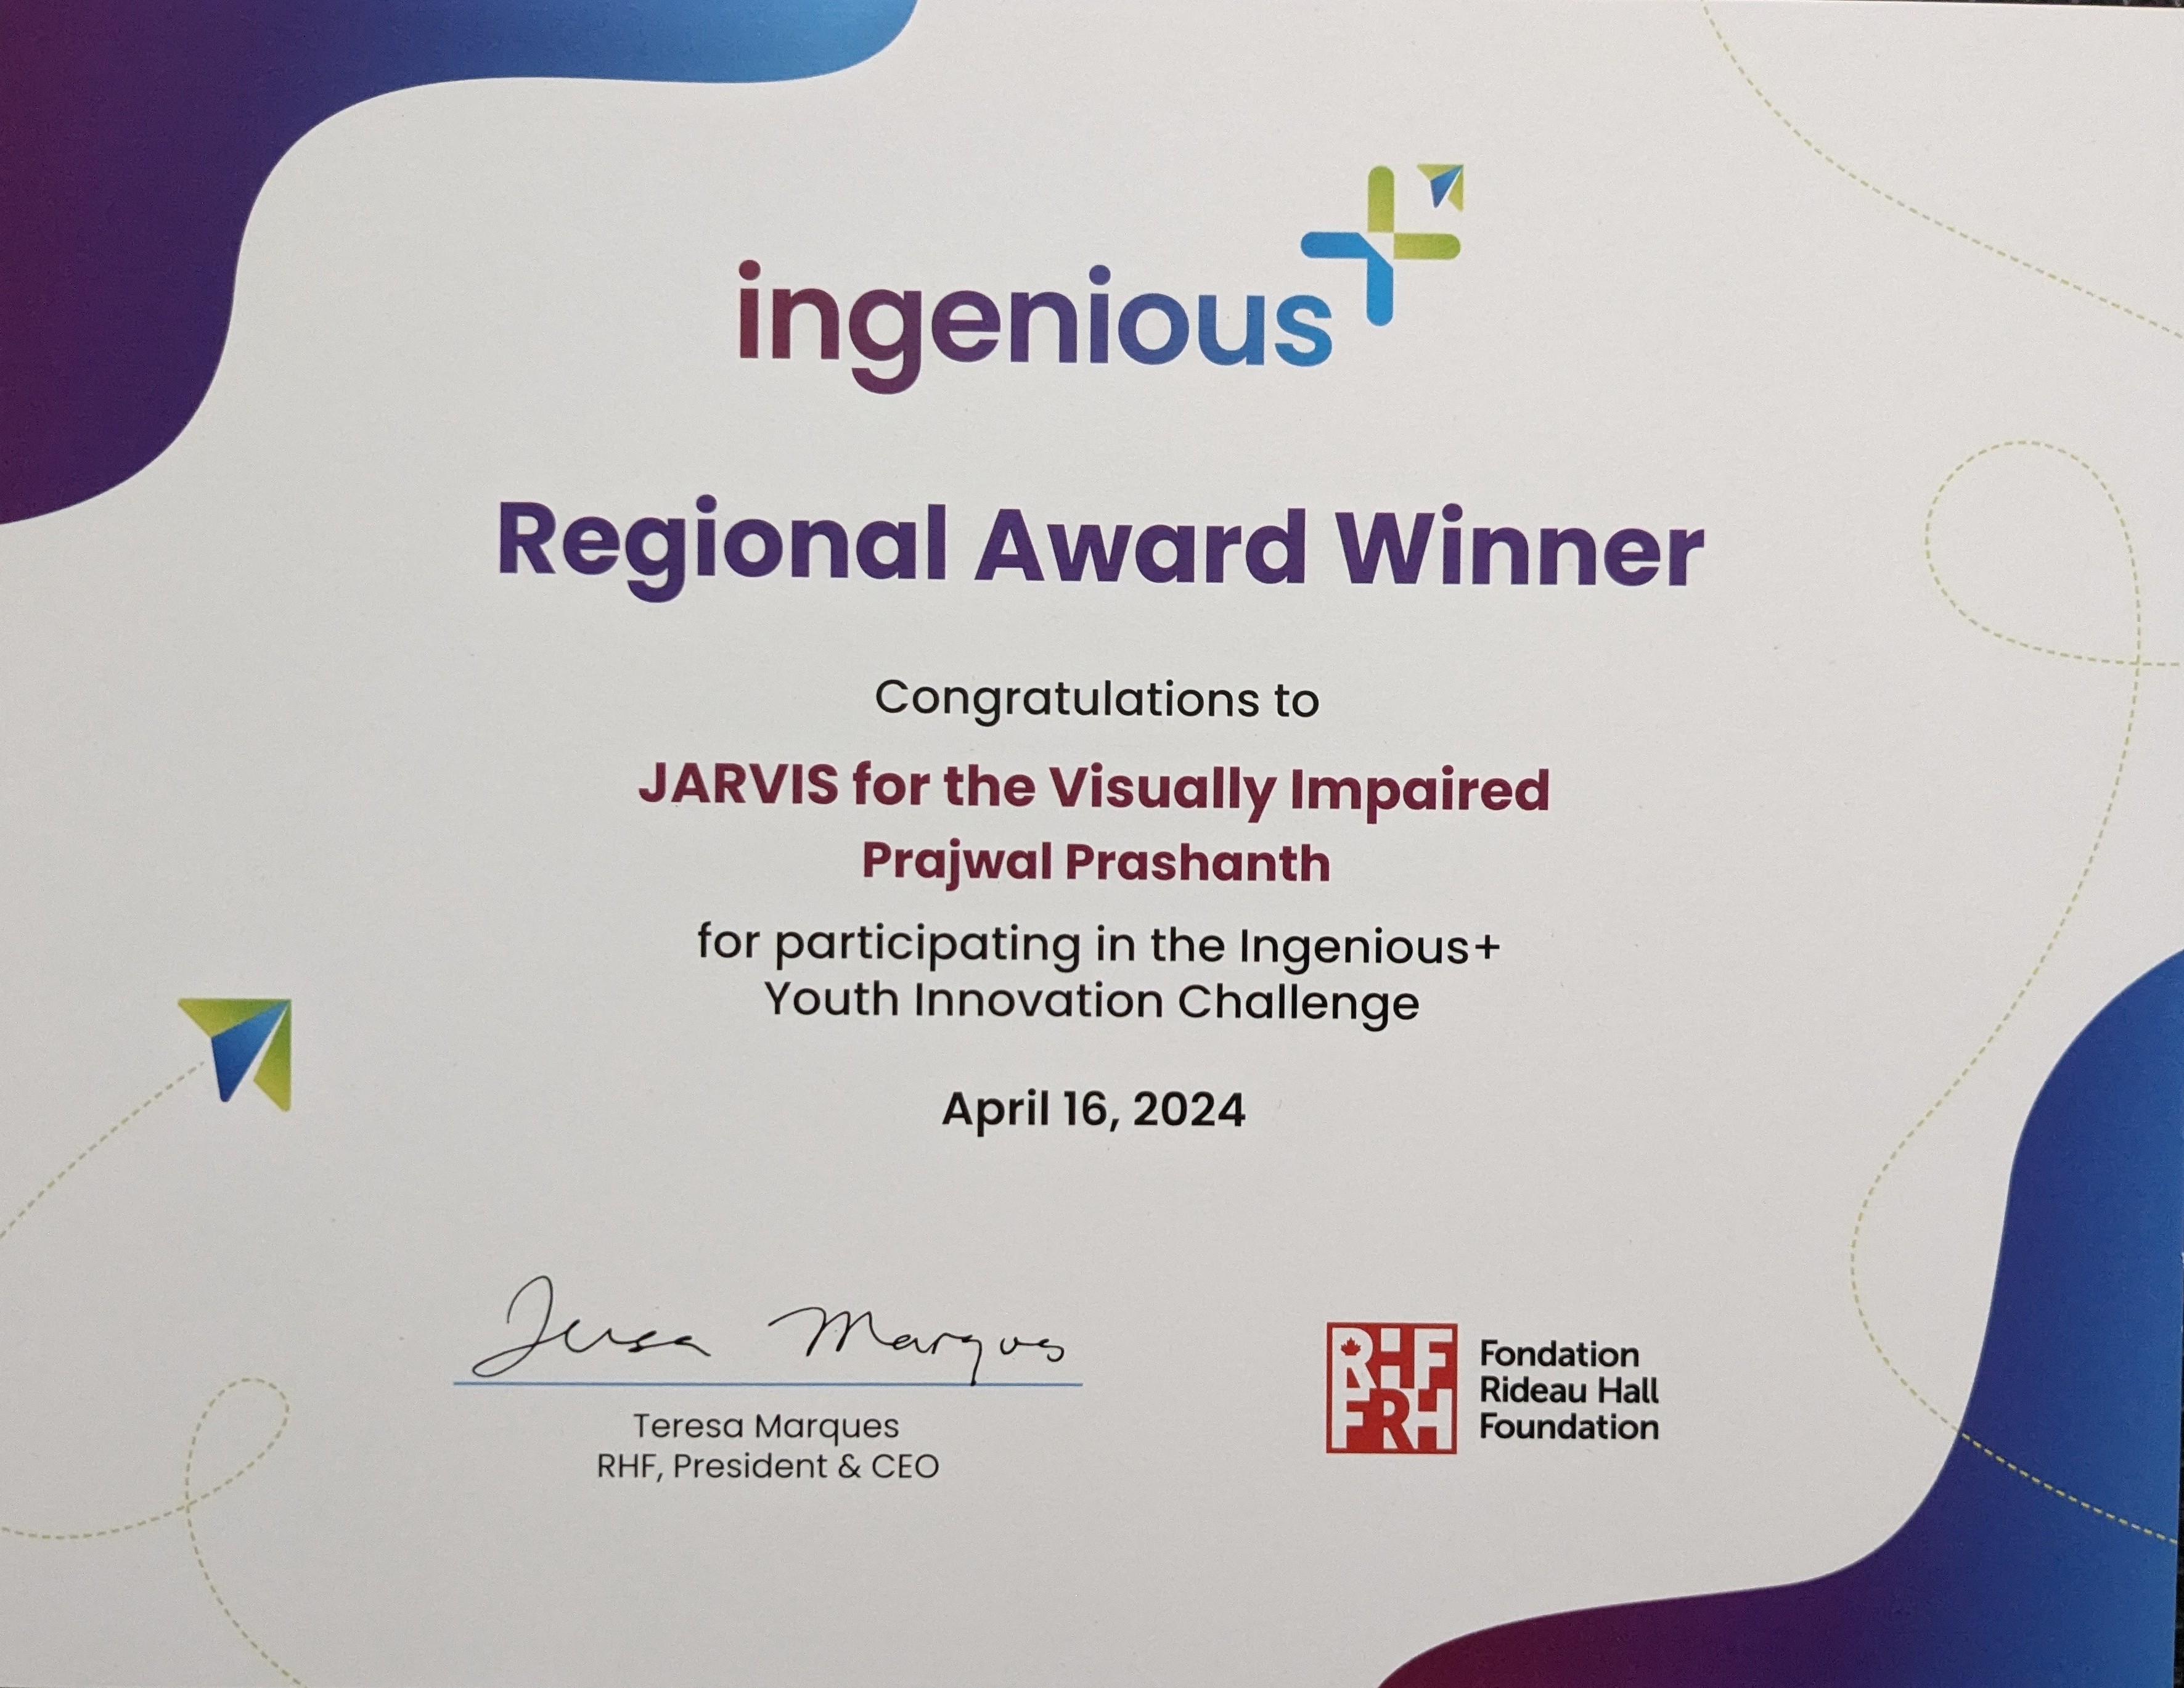 ingenious+
Regional Award Winner
Congratulations to
JARVIS for the Visually Impaired
Prajwal Prashanth
for participating in the Ingenious+
Youth Innovation Challenge
April 16, 2024
Teresa Marques
Teresa Marques
RHF, President & CEO
RHF
FRH
Fondation
Rideau Hall
Foundation